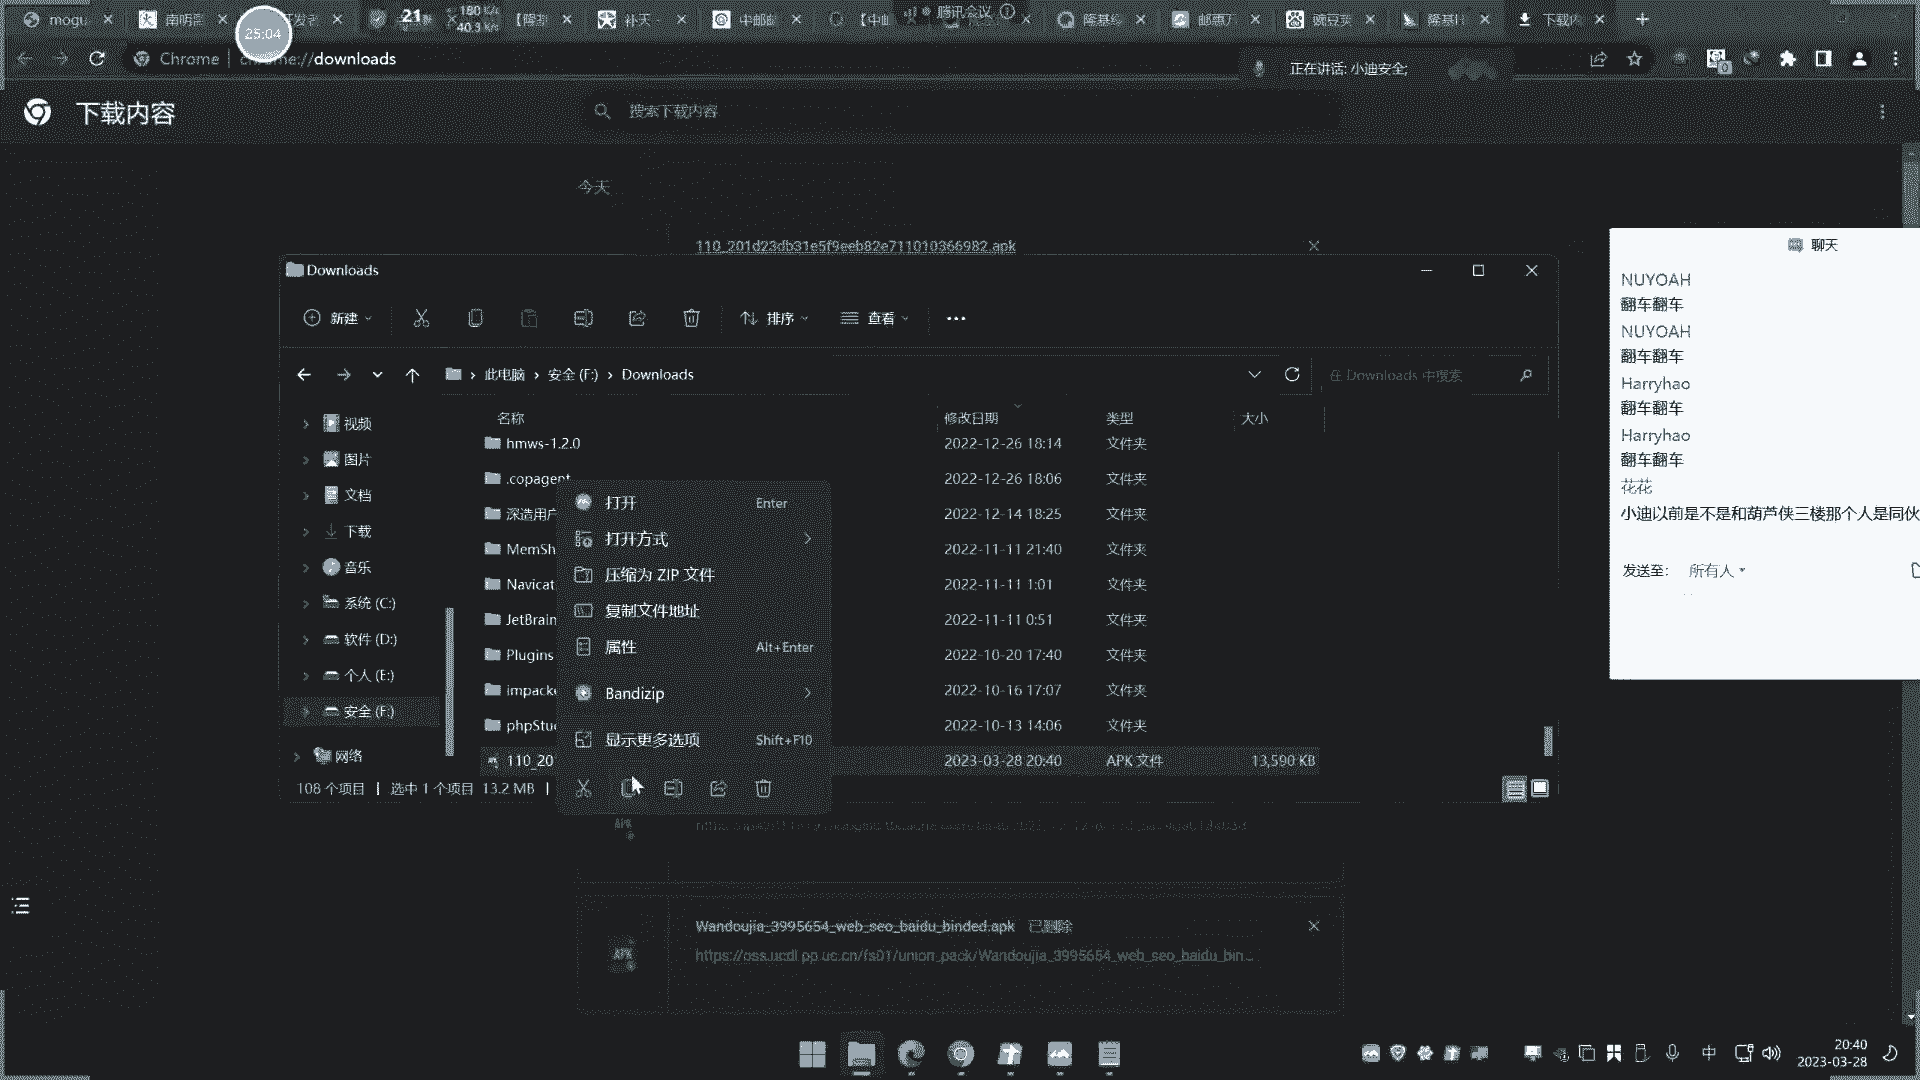 mogu
南明
开发者
21
180 K/s
40.3 k/s
补天 -
中邮
【中
腾讯会议
隆基
邮惠万
豌豆荚
隆基
下载内
25:04
Chrome
chrome://downloads
正在讲话: 小迪安全;
下载内容
搜索下载内容
今天
110_201d23db31e5f9eeb82e711010366982.apk
Downloads
新建
排序
查看
此电脑 › 安全 (F:) › Downloads
在 Downloads 中搜索
名称 修改日期 类型 大小
hmws-1.2.0 2022-12-26 18:14 文件夹
.copagent 2022-12-26 18:06 文件夹
深造用户 2022-12-14 18:25 文件夹
MemSh 2022-11-11 21:40 文件夹
Navicat 2022-11-11 1:01 文件夹
JetBrain 2022-11-11 0:51 文件夹
Plugins 2022-10-20 17:40 文件夹
impacke 2022-10-16 17:07 文件夹
phpStu 2022-10-13 14:06 文件夹
110_20 2023-03-28 20:40 APK 文件 13,590 KB
视频
图片
文档
下载
音乐
系统 (C:)
软件 (D:)
个人 (E:)
安全 (F:)
网络
108 个项目 选中 1 个项目 13.2 MB
打开 Enter
打开方式
压缩为 ZIP 文件
复制文件地址
属性 Alt+Enter
Bandizip
显示更多选项 Shift+F10
APK
Wandoujia_3995654_web_seo_baidu_binded.apk 已删除
https://oss.ucdl.pp.uc.cn/fs01/union_pack/Wandoujia_3995654_web_seo_baidu_bin...
APK
聊天
NUYOAH
翻车翻车
NUYOAH
翻车翻车
Harryhao
翻车翻车
Harryhao
翻车翻车
花花
小迪以前是不是和葫芦侠三楼那个人是同伙
发送至: 所有人
中
20:40
2023-03-28